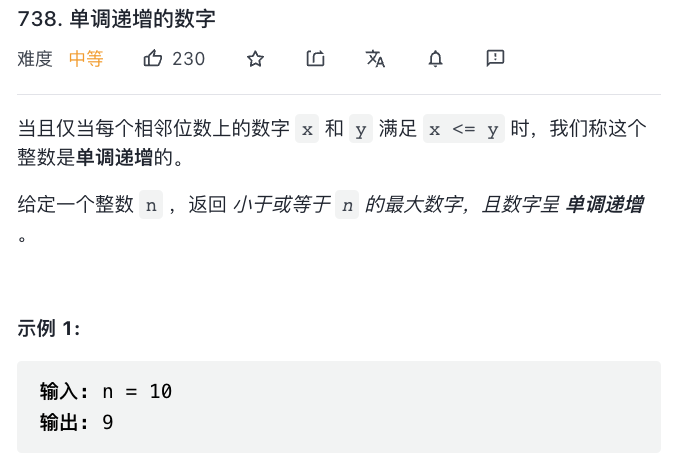 738. 单调递增的数字
难度 中等 230
当且仅当每个相邻位数上的数字 x 和 y 满足 x <= y 时，我们称这个
整数是单调递增的。
给定一个整数 n ，返回 小于或等于 n 的最大数字，且数字呈 单调递增
。
示例 1:
输入: n = 10
输出: 9